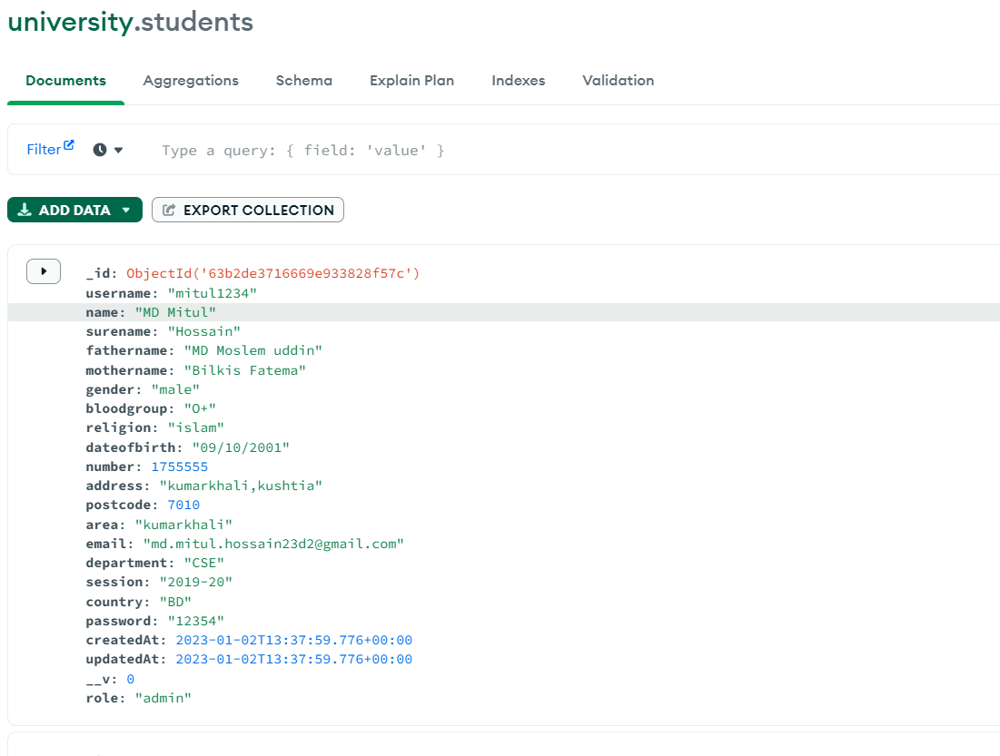 university.students
Documents Aggregations Schema Explain Plan Indexes Validation
Filter Type a query: { field: 'value' }
ADD DATA EXPORT COLLECTION
_id: ObjectId('63b2de3716669e933828f57c')
username: "mitul1234"
name: "MD Mitul"
surename: "Hossain"
fathername: "MD Moslem uddin"
mothername: "Bilkis Fatema"
gender: "male"
bloodgroup: "O+"
religion: "islam"
dateofbirth: "09/10/2001"
number: 1755555
address: "kumarkhali,kushtia"
postcode: 7010
area: "kumarkhali"
email: "md.mitul.hossain23d2@gmail.com"
department: "CSE"
session: "2019-20"
country: "BD"
password: "12354"
createdAt: 2023-01-02T13:37:59.776+00:00
updatedAt: 2023-01-02T13:37:59.776+00:00
__v: 0
role: "admin"